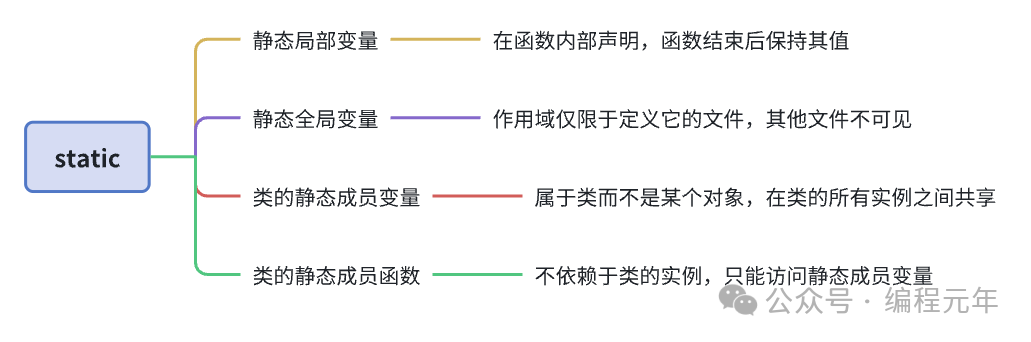 静态局部变量
在函数内部声明，函数结束后保持其值
静态全局变量
作用域仅限于定义它的文件，其他文件不可见
static
类的静态成员变量
属于类而不是某个对象，在类的所有实例之间共享
类的静态成员函数
不依赖于类的实例，只能访问静态成员变量
公众号 · 编程元年